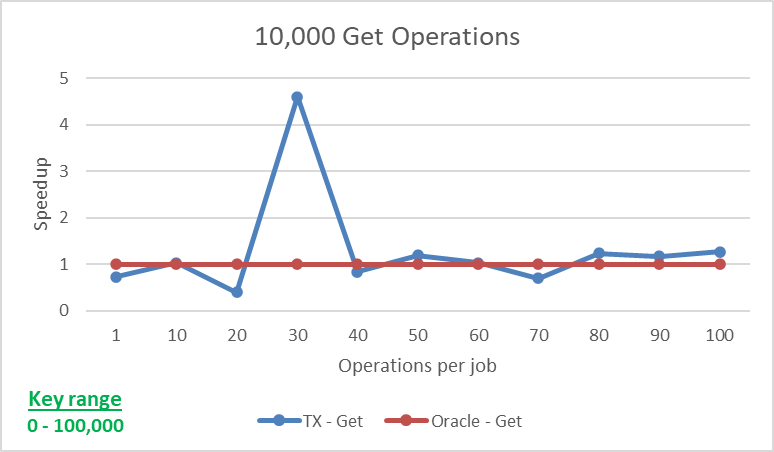 10,000 Get Operations
5
4
3
2
1
0
Speedup
1 10 20 30 40 50 60 70 80 90 100
Operations per job
Key range
0 - 100,000
TX - Get Oracle - Get